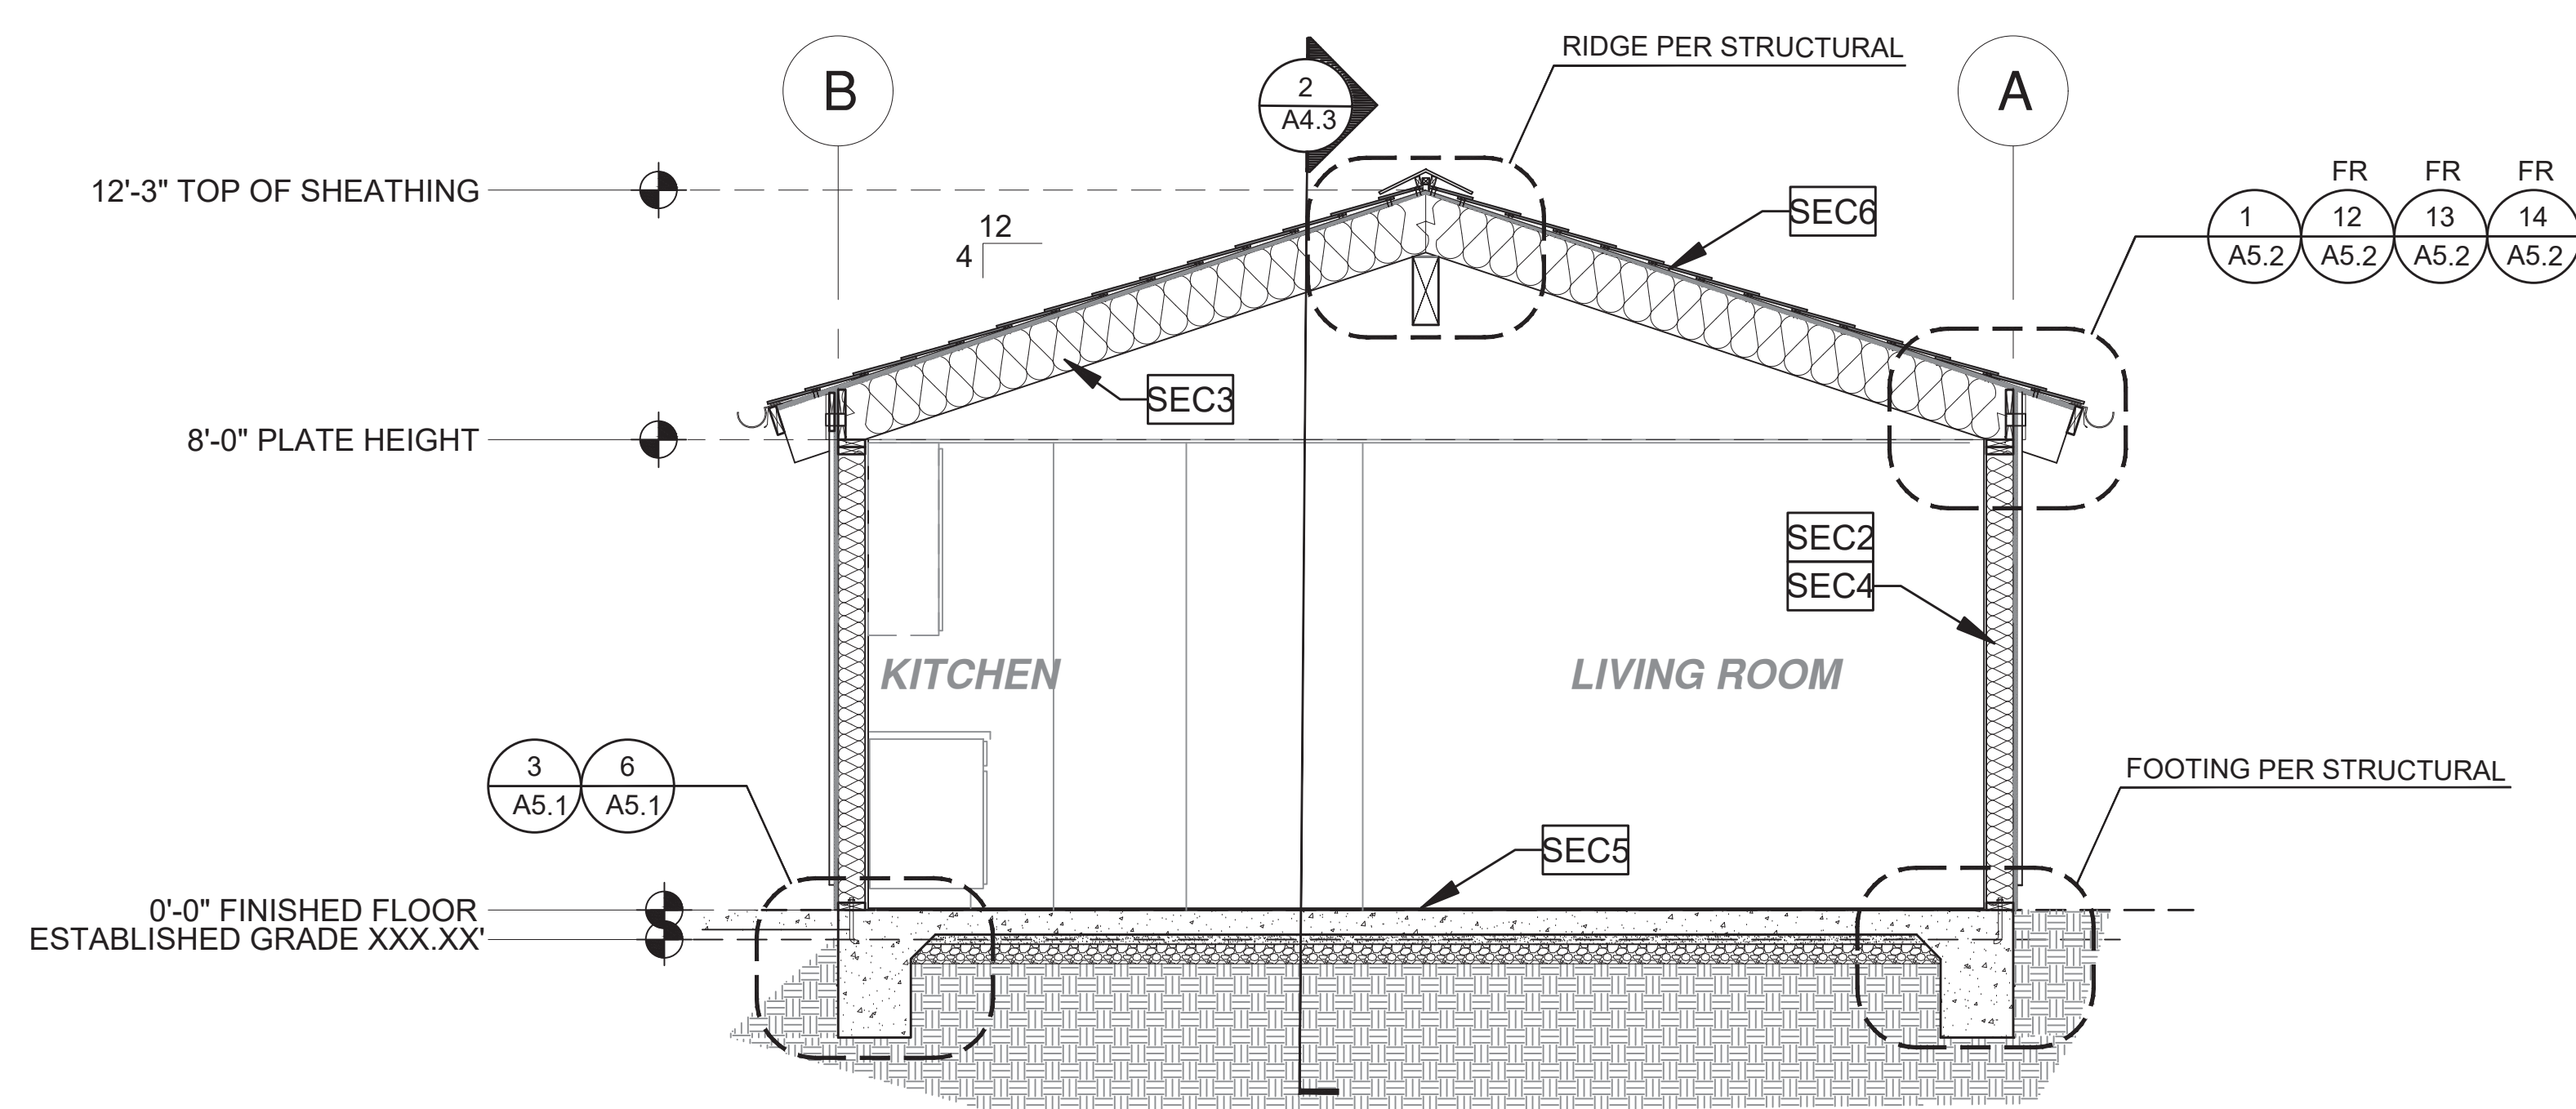 B
2
A4.3
RIDGE PER STRUCTURAL
A
12'-3" TOP OF SHEATHING
12
4
SEC6
FR FR FR
1 12 13 14
A5.2 A5.2 A5.2 A5.2
SEC3
8'-0" PLATE HEIGHT
SEC2
SEC4
KITCHEN
LIVING ROOM
3 6
A5.1 A5.1
FOOTING PER STRUCTURAL
SEC5
0'-0" FINISHED FLOOR
ESTABLISHED GRADE XXX.XX'